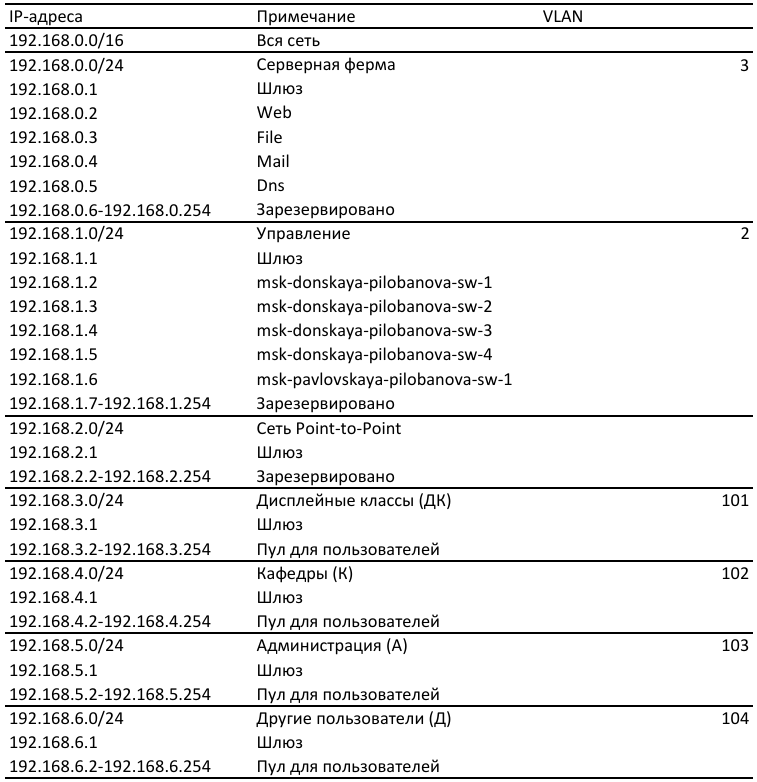 IP-адреса Примечание VLAN
192.168.0.0/16 Вся сеть
192.168.0.0/24 Серверная ферма 3
192.168.0.1 Шлюз
192.168.0.2 Web
192.168.0.3 File
192.168.0.4 Mail
192.168.0.5 Dns
192.168.0.6-192.168.0.254 Зарезервировано
192.168.1.0/24 Управление 2
192.168.1.1 Шлюз
192.168.1.2 msk-donskaya-pilobanova-sw-1
192.168.1.3 msk-donskaya-pilobanova-sw-2
192.168.1.4 msk-donskaya-pilobanova-sw-3
192.168.1.5 msk-donskaya-pilobanova-sw-4
192.168.1.6 msk-pavlovskaya-pilobanova-sw-1
192.168.1.7-192.168.1.254 Зарезервировано
192.168.2.0/24 Сеть Point-to-Point
192.168.2.1 Шлюз
192.168.2.2-192.168.2.254 Зарезервировано
192.168.3.0/24 Дисплейные классы (ДК) 101
192.168.3.1 Шлюз
192.168.3.2-192.168.3.254 Пул для пользователей
192.168.4.0/24 Кафедры (К) 102
192.168.4.1 Шлюз
192.168.4.2-192.168.4.254 Пул для пользователей
192.168.5.0/24 Администрация (А) 103
192.168.5.1 Шлюз
192.168.5.2-192.168.5.254 Пул для пользователей
192.168.6.0/24 Другие пользователи (Д) 104
192.168.6.1 Шлюз
192.168.6.2-192.168.6.254 Пул для пользователей